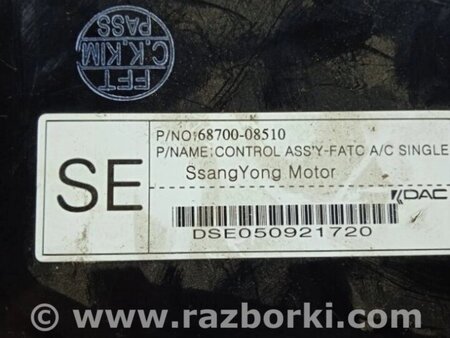 FFT
C.K.KIM
PASS
SE
P/NO:68700-08510
P/NAME:CONTROL ASS'Y-FATC A/C SINGLE
SsangYong Motor
DAC
DSE050921720
© www.razborki.com